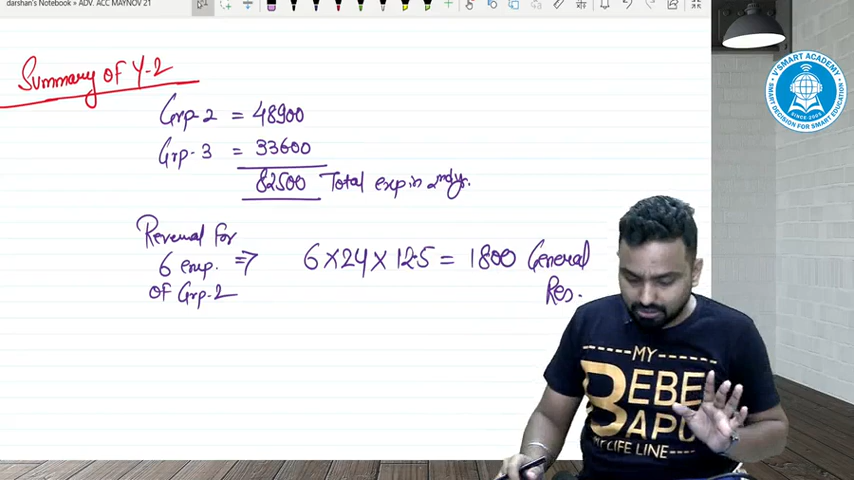 darshan's Notebook » ADV. ACC MAYNOV 21
Summary of Y-2
Grp-2 = 48900
Grp-3 = 33600
82500 Total exp in 2nd yr.
Reversal for
6 emp. ⇒ 6×24×12.5 = 1800 General
of Grp-2 Res.
V'SMART ACADEMY
SINCE-2005
SMART DECISION FOR SMART EDUCATION
MY
BEBE
BAPU
MY LIFE LINE